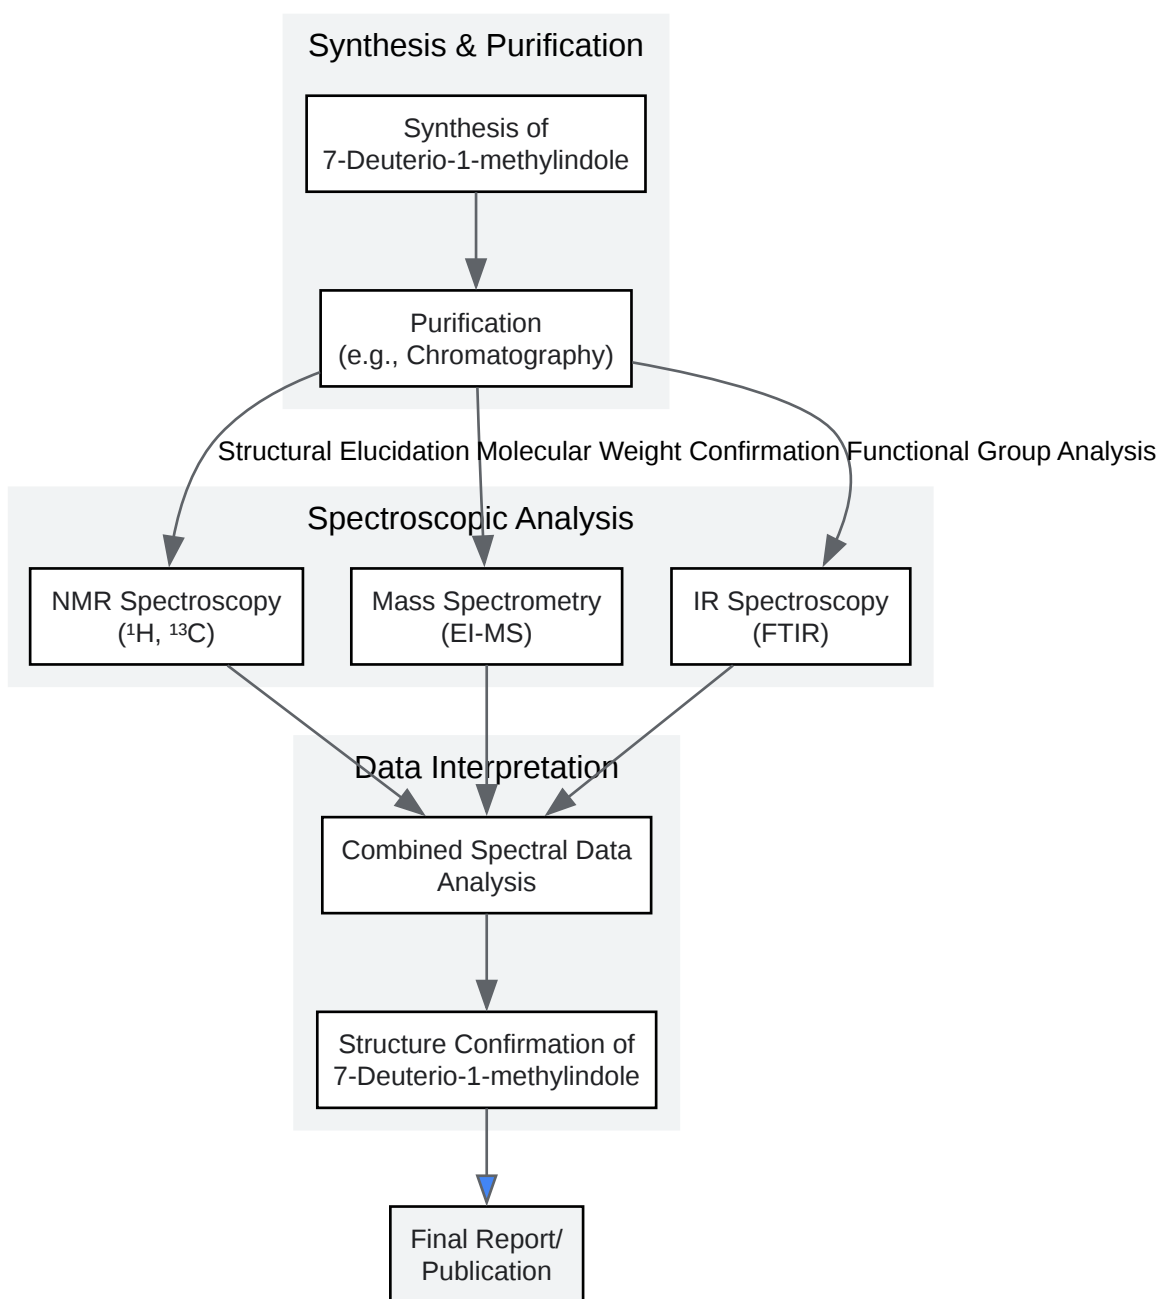 Synthesis & Purification
Synthesis of
7-Deuterio-1-methylindole
Purification
(e.g., Chromatography)
Structural Elucidation
Molecular Weight Confirmation
Functional Group Analysis
Spectroscopic Analysis
NMR Spectroscopy
(¹H, ¹³C)
Mass Spectrometry
(EI-MS)
IR Spectroscopy
(FTIR)
Data Interpretation
Combined Spectral Data
Analysis
Structure Confirmation of
7-Deuterio-1-methylindole
Final Report/
Publication